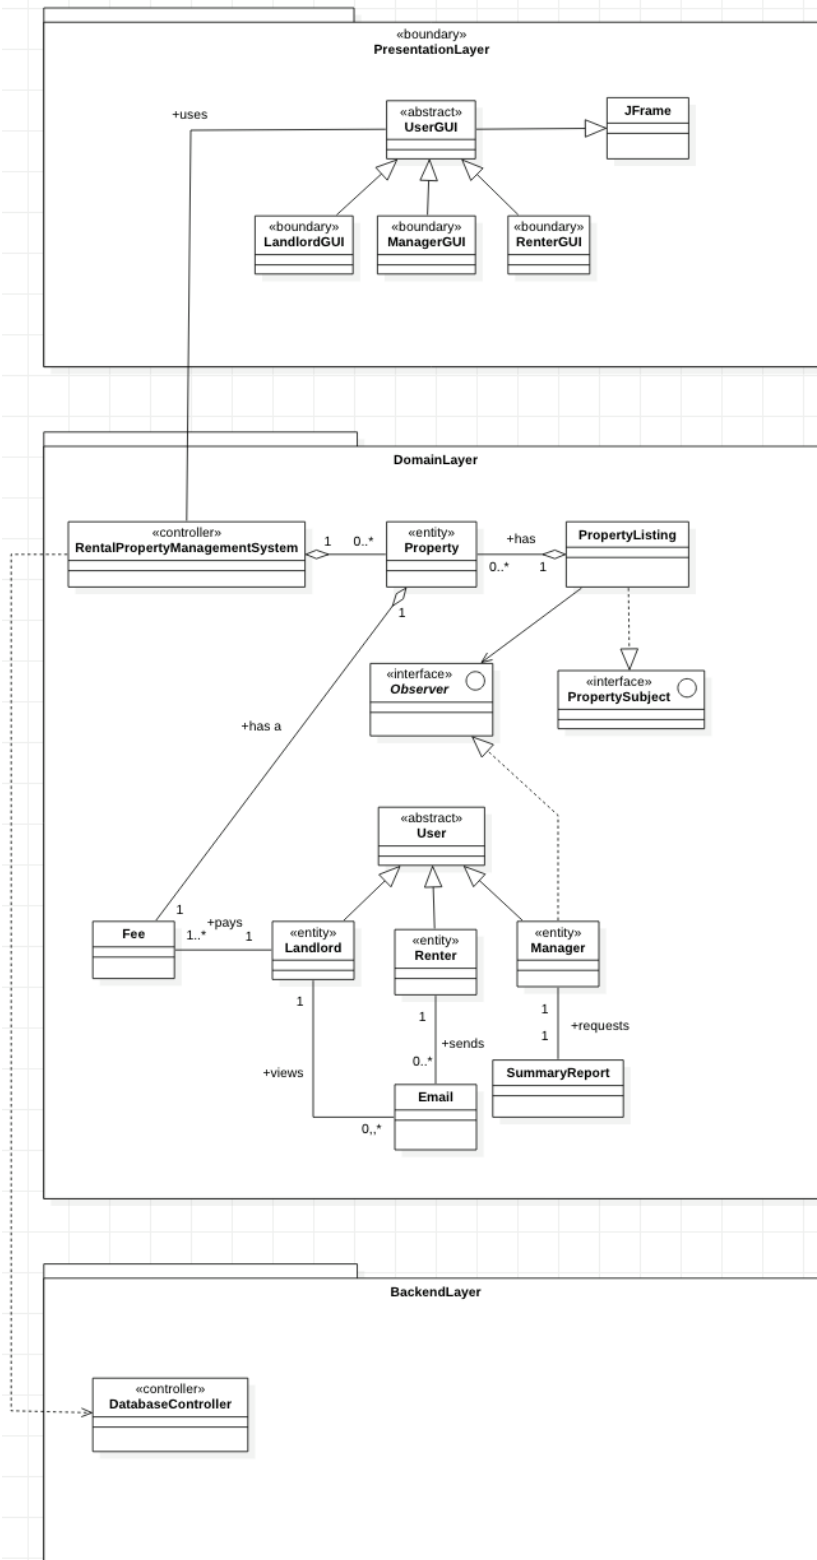 «boundary»
PresentationLayer
+uses
«abstract»
UserGUI
JFrame
«boundary»
LandlordGUI
«boundary»
ManagerGUI
«boundary»
RenterGUI
DomainLayer
«controller»
RentalPropertyManagementSystem
1
0..*
«entity»
Property
+has
0..*
1
PropertyListing
1
«interface»
Observer
«interface»
PropertySubject
+has a
«abstract»
User
1
Fee
+pays
1..*
1
«entity»
Landlord
«entity»
Renter
«entity»
Manager
1
1
1
+sends
0..*
1
+requests
+views
Email
SummaryReport
0,,*
BackendLayer
«controller»
DatabaseController